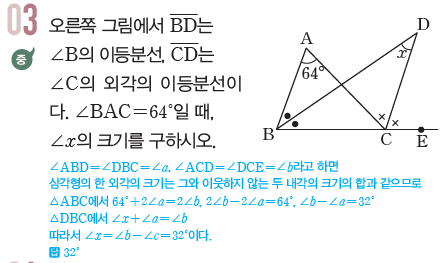 03
중
오른쪽 그림에서 BD는
∠B의 이등분선, CD는
∠C의 외각의 이등분선이
다. ∠BAC=64°일 때,
∠x의 크기를 구하시오.
A
D
64°
x
B
C
E
∠ABD=∠DBC=∠a, ∠ACD=∠DCE=∠b라고 하면
삼각형의 한 외각의 크기는 그와 이웃하지 않는 두 내각의 크기의 합과 같으므로
△ABC에서 64°+2∠a=2∠b, 2∠b-2∠a=64°, ∠b-∠a=32°
△DBC에서 ∠x+∠a=∠b
따라서 ∠x=∠b-∠c=32°이다.
답 32°